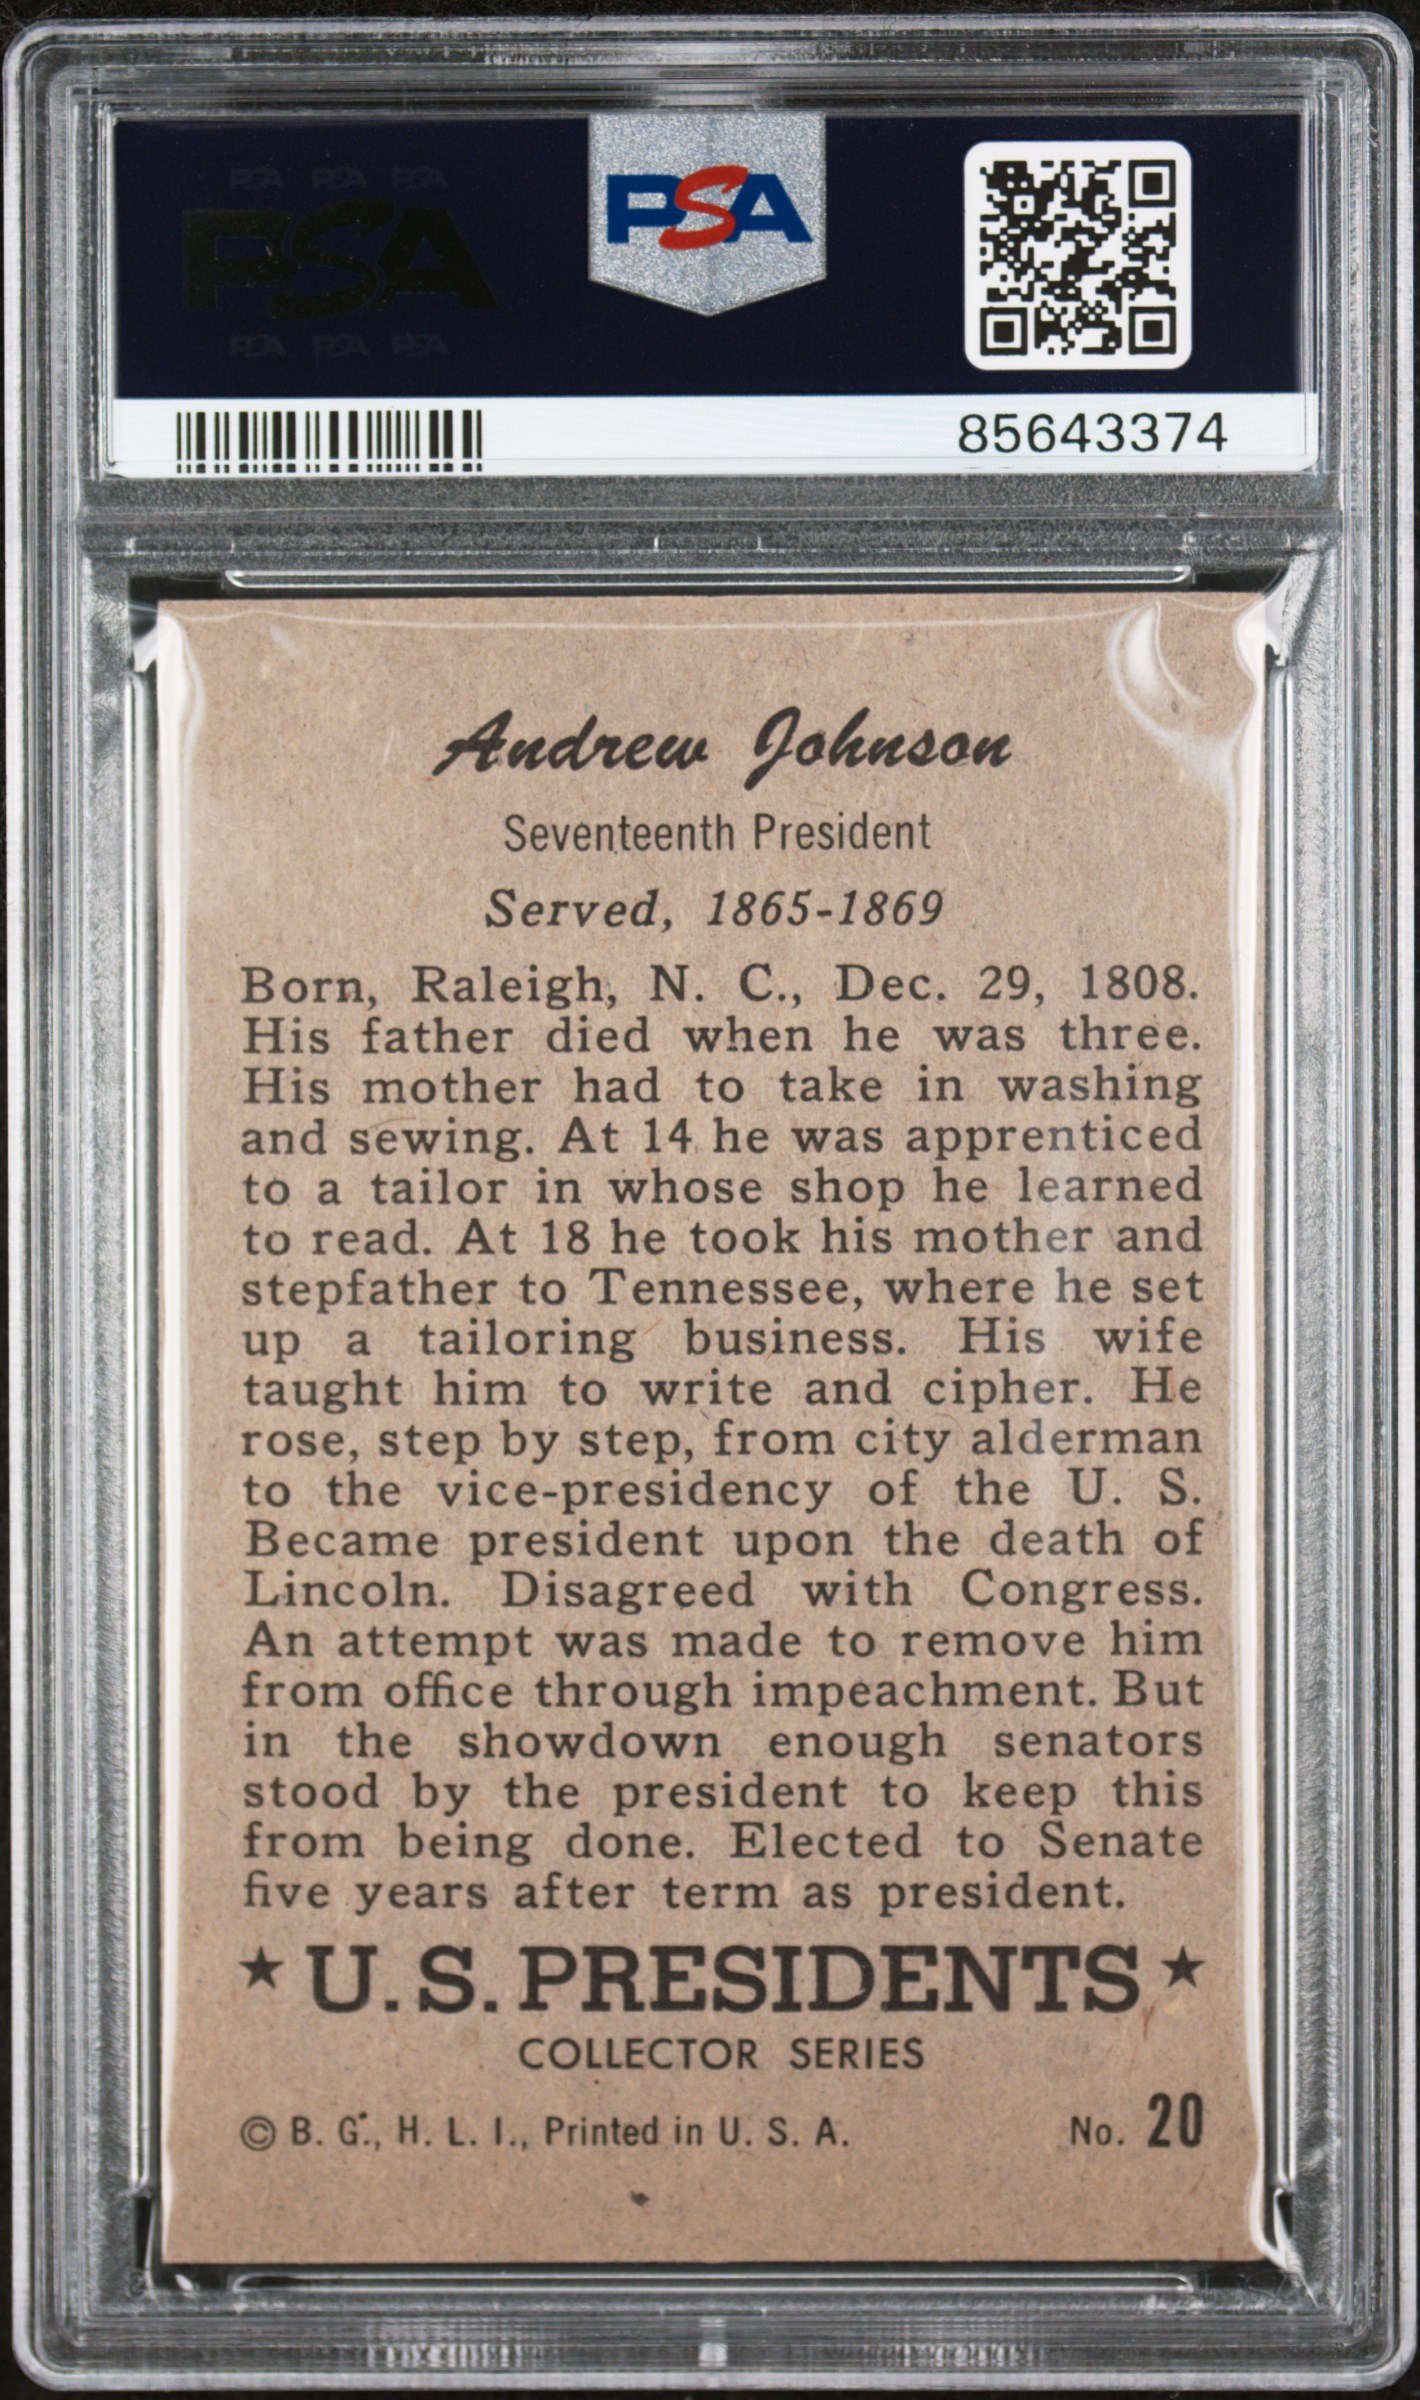 PSA PSA PSA
PSA
PSA PSA PSA
PSA
85643374
Andrew Johnson
Seventeenth President
Served, 1865-1869
Born, Raleigh, N. C., Dec. 29, 1808.
His father died when he was three.
His mother had to take in washing
and sewing. At 14 he was apprenticed
to a tailor in whose shop he learned
to read. At 18 he took his mother and
stepfather to Tennessee, where he set
up a tailoring business. His wife
taught him to write and cipher. He
rose, step by step, from city alderman
to the vice-presidency of the U. S.
Became president upon the death of
Lincoln. Disagreed with Congress.
An attempt was made to remove him
from office through impeachment. But
in the showdown enough senators
stood by the president to keep this
from being done. Elected to Senate
five years after term as president.
★ U.S. PRESIDENTS ★
COLLECTOR SERIES
© B. G., H. L. I., Printed in U. S. A. No. 20